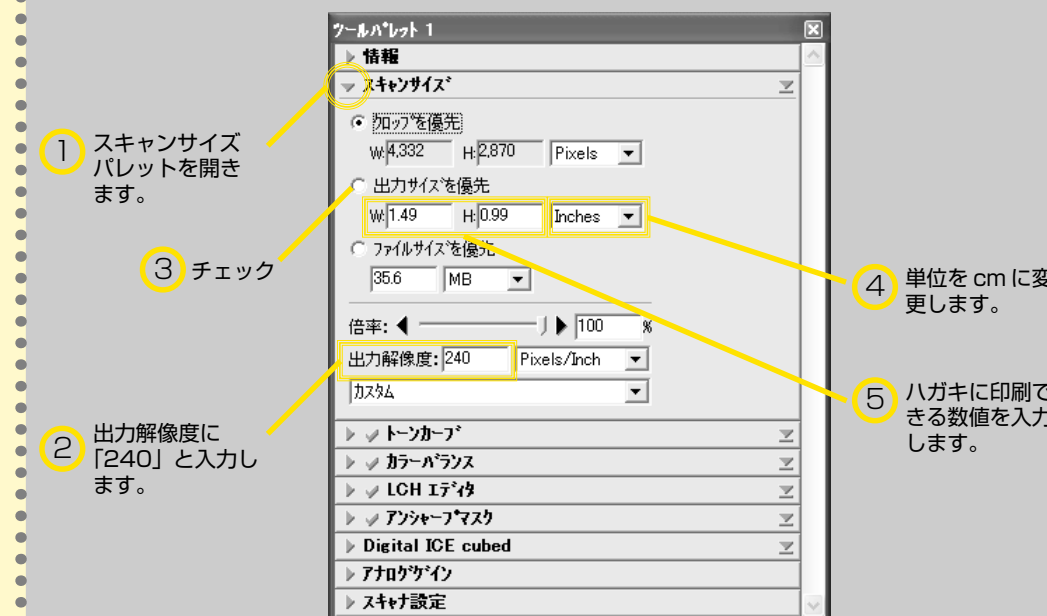 ツールパレット 1
情報
スキャンサイズ
クロップを優先
W: 4,332 H: 2,870 Pixels
出力サイズを優先
W: 1.49 H: 0.99 Inches
ファイルサイズを優先
35.6 MB
倍率: 100 %
出力解像度: 240 Pixels/Inch
カスタム
トーンカーブ
カラーバランス
LCH エディタ
アンシャープマスク
Digital ICE cubed
アナログゲイン
スキャナ設定
1 スキャンサイズ
パレットを開き
ます。
2 出力解像度に
「240」と入力し
ます。
3 チェック
4 単位を cm に変
更します。
5 ハガキに印刷で
きる数値を入力
します。